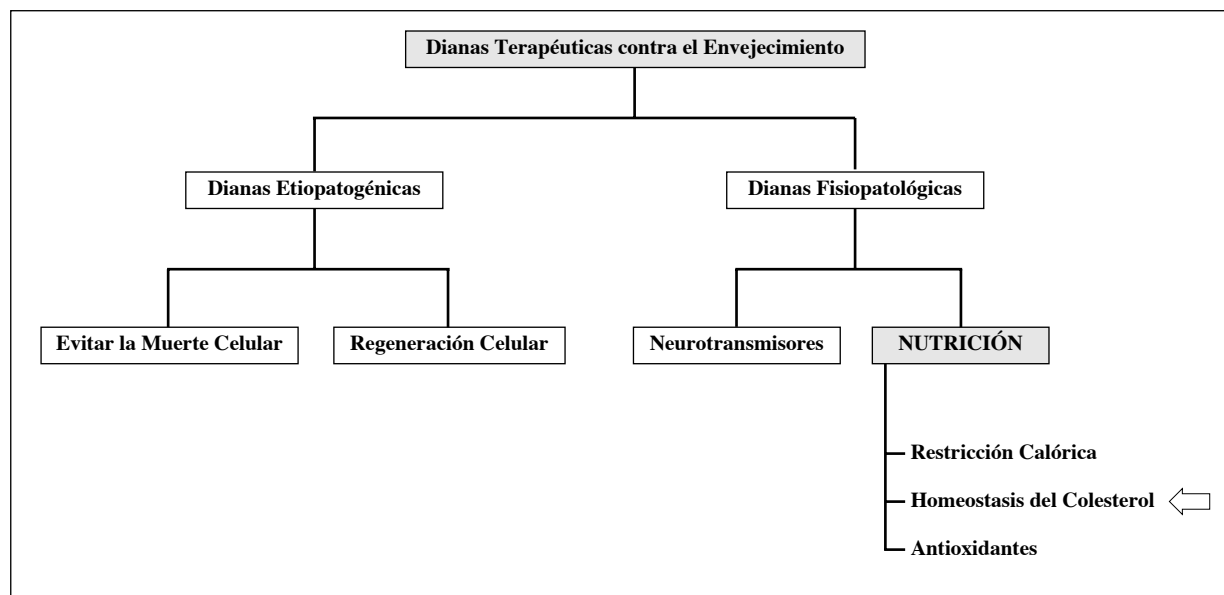 Dianas Terapéuticas contra el Envejecimiento
Dianas Etiopatogénicas
Dianas Fisiopatológicas
Evitar la Muerte Celular
Regeneración Celular
Neurotransmisores
NUTRICIÓN
Restricción Calórica
Homeostasis del Colesterol
Antioxidantes